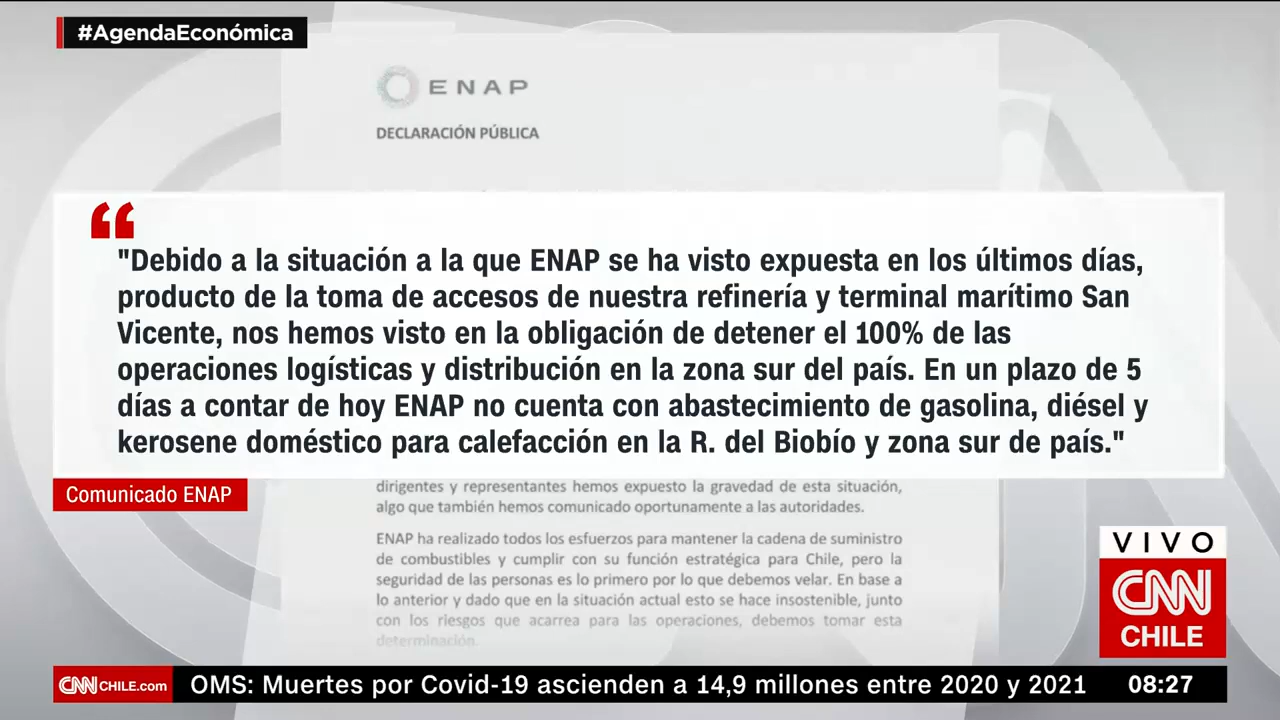 #AgendaEconómica
ENAP
DECLARACIÓN PÚBLICA
"Debido a la situación a la que ENAP se ha visto expuesta en los últimos días,
producto de la toma de accesos de nuestra refinería y terminal marítimo San
Vicente, nos hemos visto en la obligación de detener el 100% de las
operaciones logísticas y distribución en la zona sur del país. En un plazo de 5
días a contar de hoy ENAP no cuenta con abastecimiento de gasolina, diésel y
kerosene doméstico para calefacción en la R. del Biobío y zona sur de país."
Comunicado ENAP
dirigentes y representantes hemos expuesto la gravedad de esta situación,
algo que también hemos comunicado oportunamente a las autoridades.
ENAP ha realizado todos los esfuerzos para mantener la cadena de suministro
de combustibles y cumplir con su función estratégica para Chile, pero la
seguridad de las personas es lo primero por lo que debemos velar. En base a
lo anterior y dado que en la situación actual esto se hace insostenible, junto
con los riesgos que acarrea para las operaciones, debemos tomar esta
determinación.
VIVO
CNN
CHILE
CNNCHILE.com
OMS: Muertes por Covid-19 ascienden a 14,9 millones entre 2020 y 2021
08:27